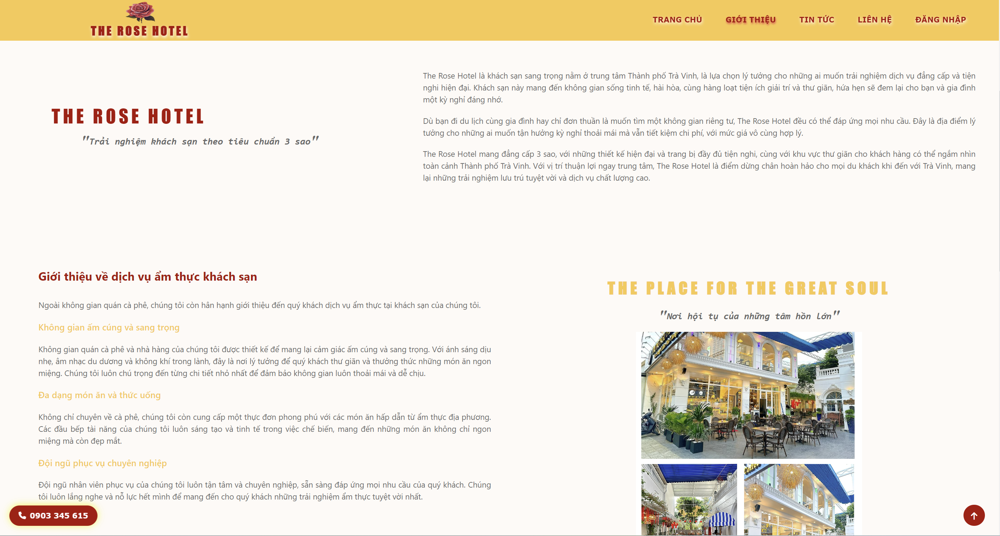 THE ROSE HOTEL
TRANG CHỦ
GIỚI THIỆU
TIN TỨC
LIÊN HỆ
ĐĂNG NHẬP
THE ROSE HOTEL
"Trải nghiệm khách sạn theo tiêu chuẩn 3 sao"
The Rose Hotel là khách sạn sang trọng nằm ở trung tâm Thành phố Trà Vinh, là lựa chọn lý tưởng cho những ai muốn trải nghiệm dịch vụ đẳng cấp và tiện
nghi hiện đại. Khách sạn này mang đến không gian sống tinh tế, hài hòa, cùng hàng loạt tiện ích giải trí và thư giãn, hứa hẹn sẽ đem lại cho bạn và gia đình
một kỳ nghỉ đáng nhớ.
Dù bạn đi du lịch cùng gia đình hay chỉ đơn thuần là muốn tìm một không gian riêng tư, The Rose Hotel đều có thể đáp ứng mọi nhu cầu. Đây là địa điểm lý
tưởng cho những ai muốn tận hưởng kỳ nghỉ thoải mái mà vẫn tiết kiệm chi phí, với mức giá vô cùng hợp lý.
The Rose Hotel mang đẳng cấp 3 sao, với những thiết kế hiện đại và trang bị đầy đủ tiện nghi, cùng với khu vực thư giãn cho khách hàng có thể ngắm nhìn
toàn cảnh Thành phố Trà Vinh. Với vị trí thuận lợi ngay trung tâm, The Rose Hotel là điểm dừng chân hoàn hảo cho mọi du khách khi đến với Trà Vinh, mang
lại những trải nghiệm lưu trú tuyệt vời và dịch vụ chất lượng cao.
Giới thiệu về dịch vụ ẩm thực khách sạn
Ngoài không gian quán cà phê, chúng tôi còn hân hạnh giới thiệu đến quý khách dịch vụ ẩm thực tại khách sạn của chúng tôi.
Không gian ấm cúng và sang trọng
Không gian quán cà phê và nhà hàng của chúng tôi được thiết kế để mang lại cảm giác ấm cúng và sang trọng. Với ánh sáng dịu
nhẹ, âm nhạc du dương và không khí trong lành, đây là nơi lý tưởng để quý khách thư giãn và thưởng thức những món ăn ngon
miệng. Chúng tôi luôn chú trọng đến từng chi tiết nhỏ nhất để đảm bảo không gian luôn thoải mái và dễ chịu.
Đa dạng món ăn và thức uống
Không chỉ chuyên về cà phê, chúng tôi còn cung cấp một thực đơn phong phú với các món ăn hấp dẫn từ ẩm thực địa phương.
Các đầu bếp tài năng của chúng tôi luôn sáng tạo và tinh tế trong việc chế biến, mang đến những món ăn không chỉ ngon
miệng mà còn đẹp mắt.
Đội ngũ phục vụ chuyên nghiệp
Đội ngũ nhân viên phục vụ của chúng tôi luôn tận tâm và chuyên nghiệp, sẵn sàng đáp ứng mọi nhu cầu của quý khách. Chúng
tôi luôn lắng nghe và nỗ lực hết mình để mang đến cho quý khách những trải nghiệm ẩm thực tuyệt vời nhất.
THE PLACE FOR THE GREAT SOUL
"Nơi hội tụ của những tâm hồn lớn"
Coffee
0903 345 615